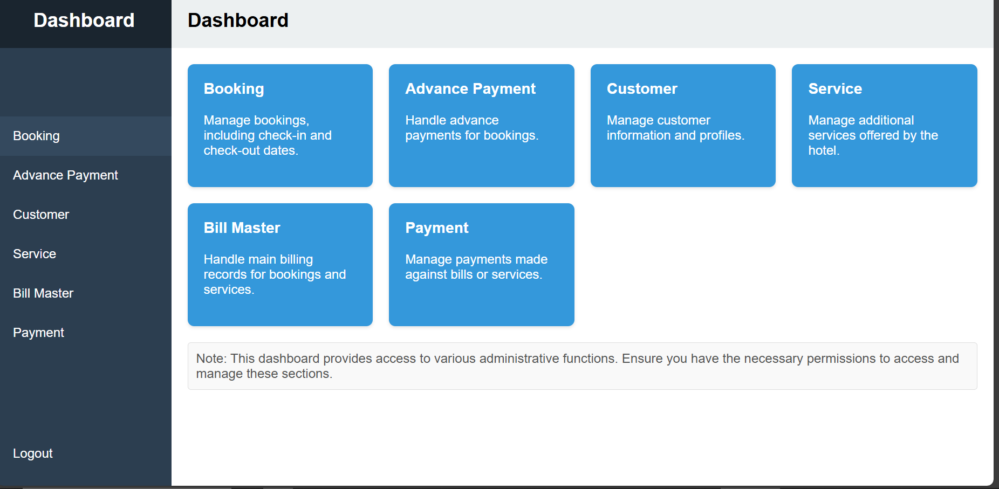 Dashboard
Booking
Advance Payment
Customer
Service
Bill Master
Payment
Logout
Dashboard
Booking
Manage bookings,
including check-in and
check-out dates.
Advance Payment
Handle advance
payments for bookings.
Customer
Manage customer
information and profiles.
Service
Manage additional
services offered by the
hotel.
Bill Master
Handle main billing
records for bookings and
services.
Payment
Manage payments made
against bills or services.
Note: This dashboard provides access to various administrative functions. Ensure you have the necessary permissions to access and
manage these sections.